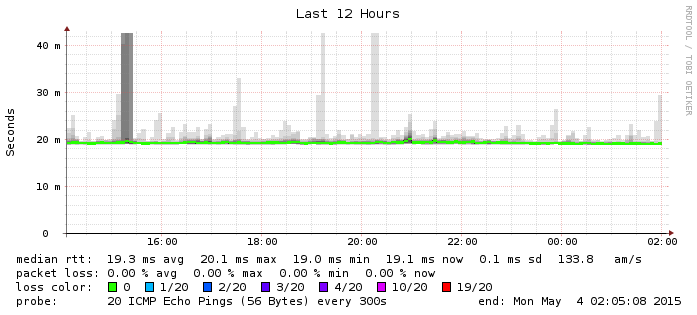 Last 12 Hours
RRDTOOL / TOBI OETIKER
Seconds
40 m
30 m
20 m
10 m
0
16:00 18:00 20:00 22:00 00:00 02:00
median rtt: 19.3 ms avg 20.1 ms max 19.0 ms min 19.1 ms now 0.1 ms sd 133.8 am/s
packet loss: 0.00 % avg 0.00 % max 0.00 % min 0.00 % now
loss color: 0 1/20 2/20 3/20 4/20 10/20 19/20
probe: 20 ICMP Echo Pings (56 Bytes) every 300s end: Mon May 4 02:05:08 2015